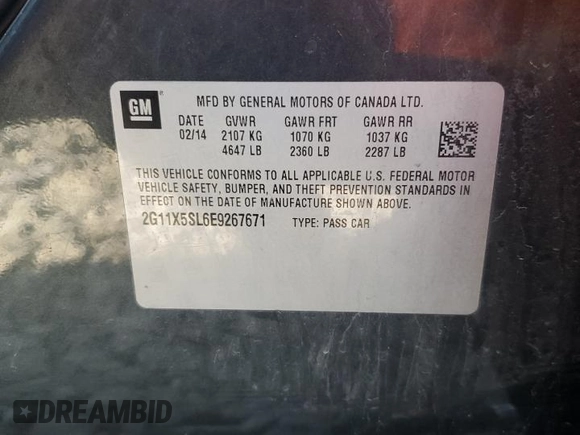 GM
MFD BY GENERAL MOTORS OF CANADA LTD.
DATE GVWR GAWR FRT GAWR RR
02/14 2107 KG 1070 KG 1037 KG
4647 LB 2360 LB 2287 LB
THIS VEHICLE CONFORMS TO ALL APPLICABLE U.S. FEDERAL MOTOR
VEHICLE SAFETY, BUMPER, AND THEFT PREVENTION STANDARDS IN
EFFECT ON THE DATE OF MANUFACTURE SHOWN ABOVE.
2G11X5SL6E9267671 TYPE: PASS CAR
DREAMBID